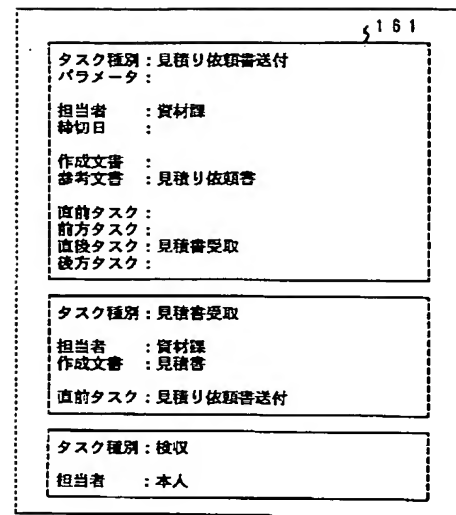 161
タスク種別:見積り依頼書送付
パラメータ:
担当者 :資材課
締切日 :
作成文書 :
参考文書 :見積り依頼書
直前タスク:
前方タスク:
直後タスク:見積書受取
後方タスク:
タスク種別:見積書受取
担当者 :資材課
作成文書 :見積書
直前タスク:見積り依頼書送付
タスク種別:検収
担当者 :本人